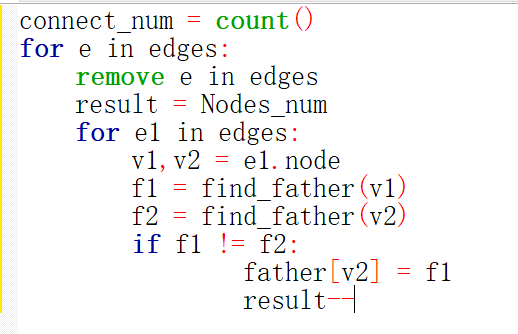 connect_num = count()
for e in edges:
    remove e in edges
    result = Nodes_num
    for e1 in edges:
        v1,v2 = e1.node
        f1 = find_father(v1)
        f2 = find_father(v2)
        if f1 != f2:
                father[v2] = f1
                result--